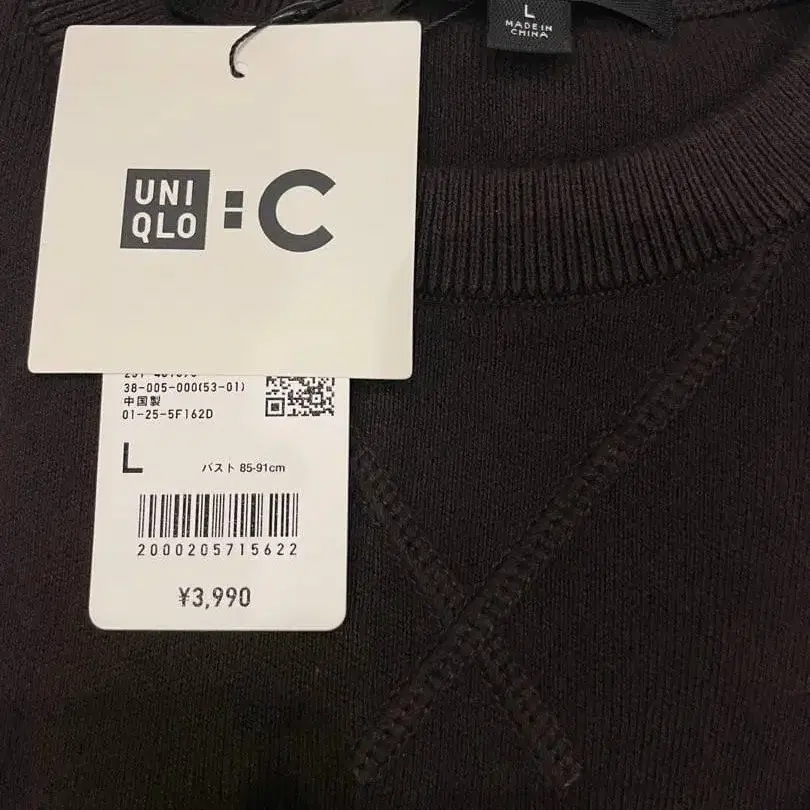 L
MADE IN
CHINA
UNI
QLO
:C
38-005-000(53-01)
中国製
01-25-5F162D
L
バスト 85-91cm
2000205715622
¥3,990